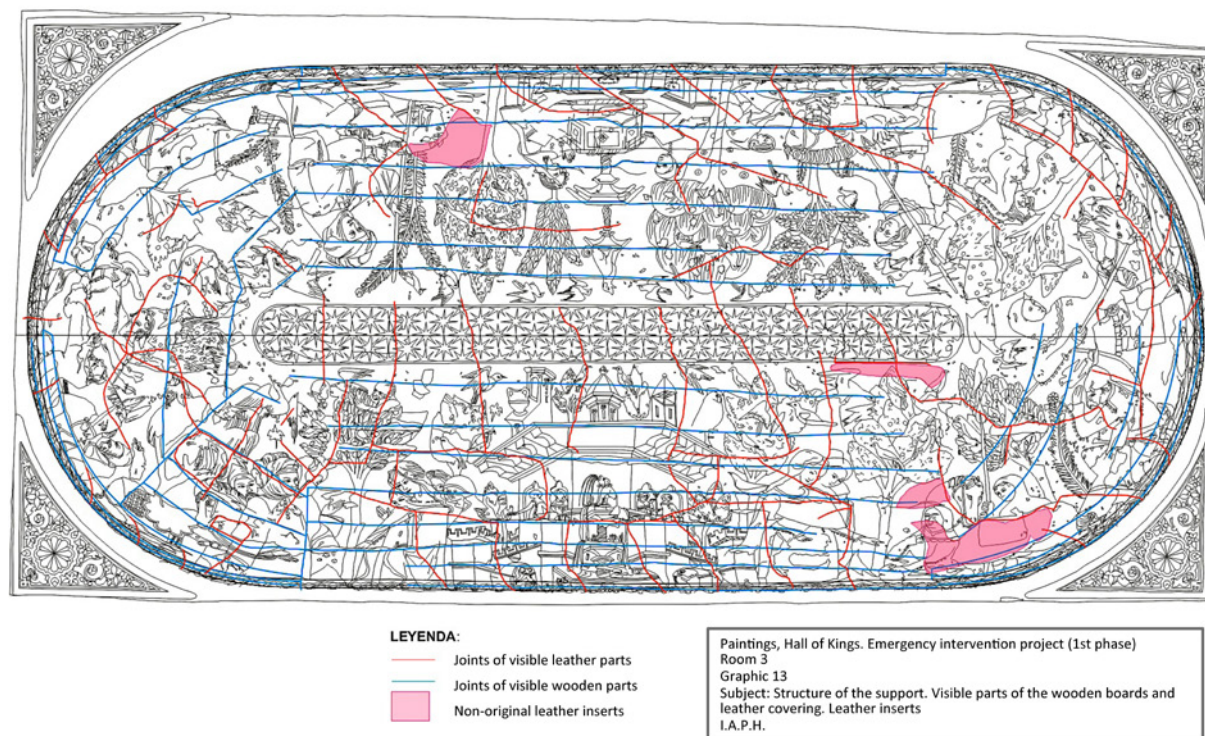 LEYENDA:
Joints of visible leather parts
Joints of visible wooden parts
Non-original leather inserts
Paintings, Hall of Kings. Emergency intervention project (1st phase)
Room 3
Graphic 13
Subject: Structure of the support. Visible parts of the wooden boards and
leather covering. Leather inserts
I.A.P.H.